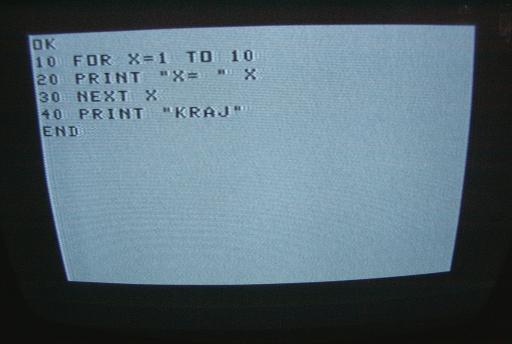 OK
10 FOR X=1 TO 10
20 PRINT "X= " X
30 NEXT X
40 PRINT "KRAJ"
END